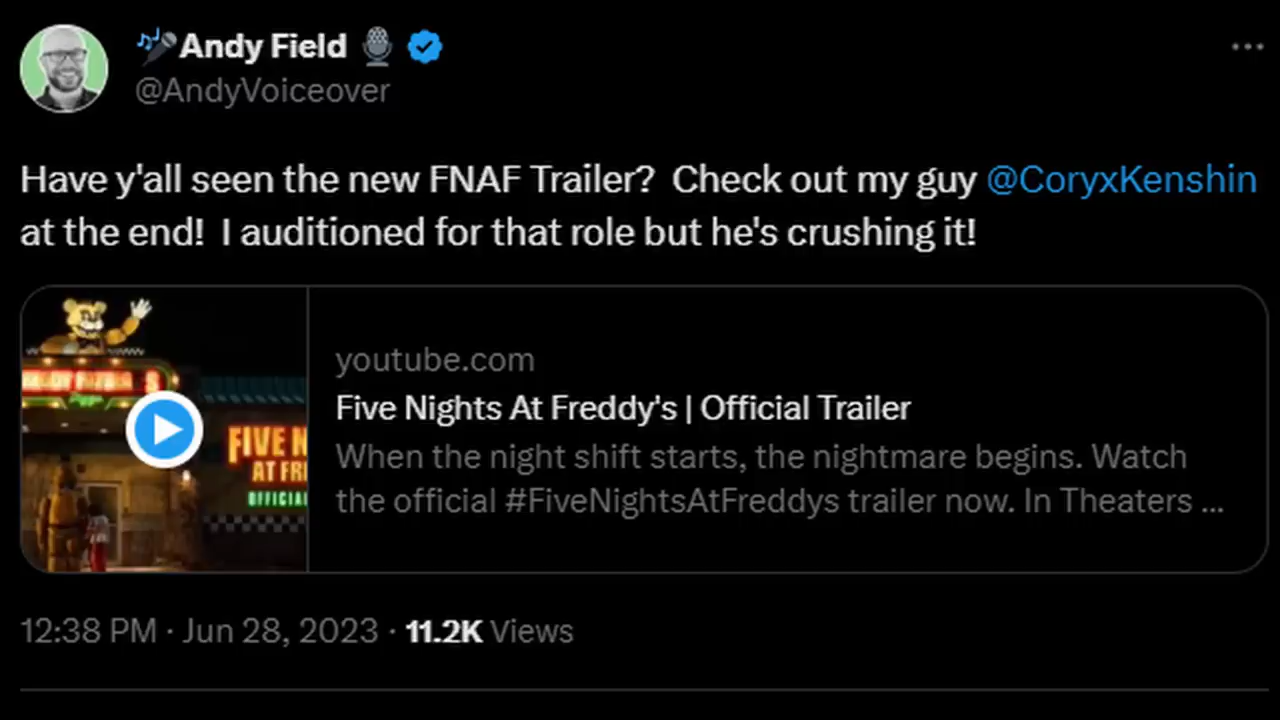 🎶🎤Andy Field 🎙️
@AndyVoiceover
Have y'all seen the new FNAF Trailer?  Check out my guy @CoryxKenshin
at the end!  I auditioned for that role but he's crushing it!
FIVE N
AT FRE
OFFICIAL
youtube.com
Five Nights At Freddy's | Official Trailer
When the night shift starts, the nightmare begins. Watch
the official #FiveNightsAtFreddys trailer now. In Theaters ...
12:38 PM · Jun 28, 2023 · 11.2K Views